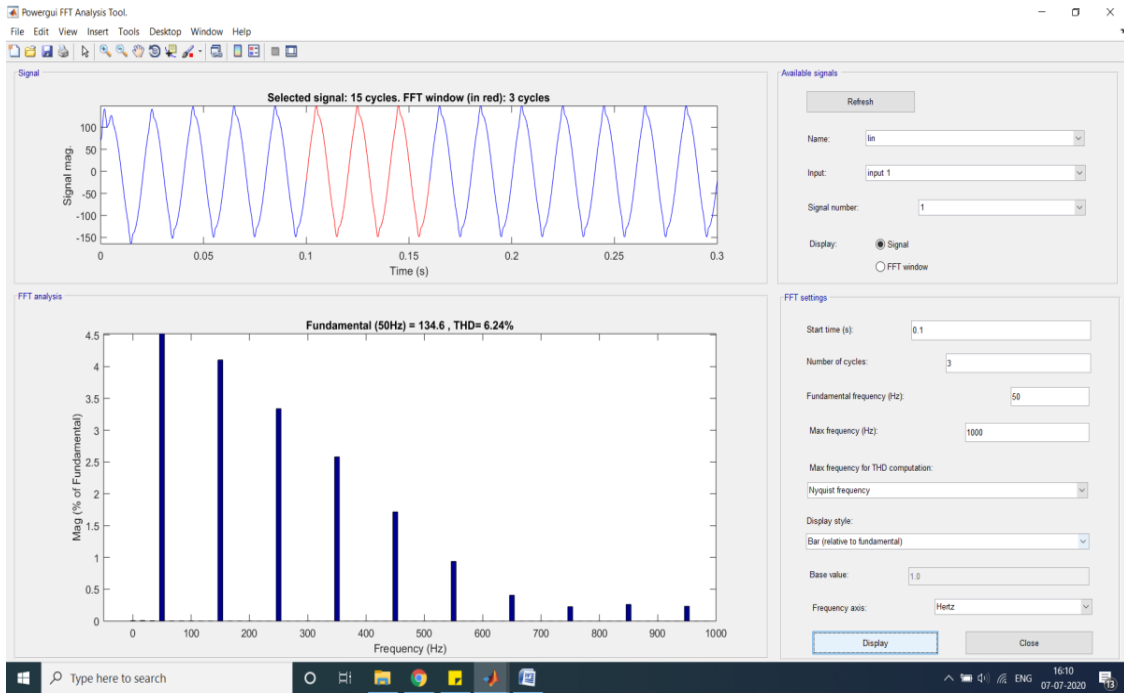 Powergui FFT Analysis Tool.
File Edit View Insert Tools Desktop Window Help
Signal
Selected signal: 15 cycles. FFT window (in red): 3 cycles
Signal mag.
100
50
0
-50
-100
-150
0 0.05 0.1 0.15 0.2 0.25 0.3
Time (s)
FFT analysis
Fundamental (50Hz) = 134.6 , THD= 6.24%
Mag (% of Fundamental)
4.5
4
3.5
3
2.5
2
1.5
1
0.5
0
0 100 200 300 400 500 600 700 800 900 1000
Frequency (Hz)
Available signals
Refresh
Name: Iin
Input: input 1
Signal number: 1
Display: Signal
FFT window
FFT settings
Start time (s): 0.1
Number of cycles: 3
Fundamental frequency (Hz): 50
Max frequency (Hz): 1000
Max frequency for THD computation:
Nyquist frequency
Display style:
Bar (relative to fundamental)
Base value: 1.0
Frequency axis: Hertz
Display Close
Type here to search
ENG
16:10
07-07-2020
13